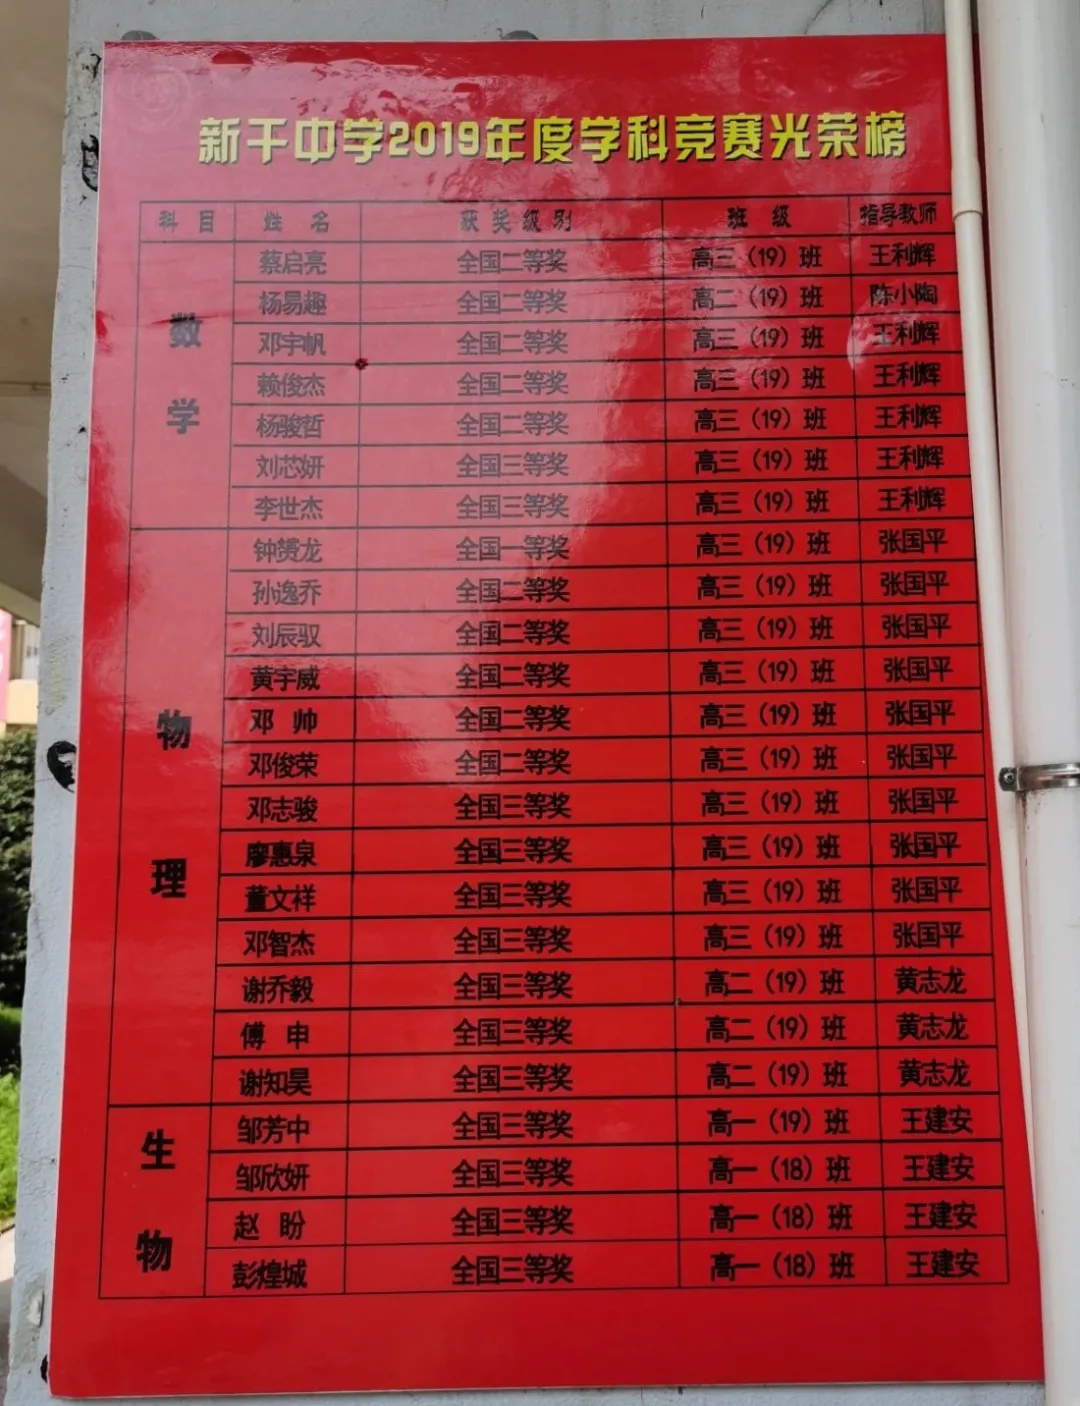 新干中学2019年度学科竞赛光荣榜
科目 姓名 获奖级别 班级 指导教师
数学
蔡启亮 全国二等奖 高三（19）班 王利辉
杨易趣 全国二等奖 高二（19）班 陈小陶
邓宇帆 全国二等奖 高三（19）班 王利辉
赖俊杰 全国二等奖 高三（19）班 王利辉
杨骏哲 全国二等奖 高三（19）班 王利辉
刘芯妍 全国三等奖 高三（19）班 王利辉
李世杰 全国三等奖 高三（19）班 王利辉
物理
钟赟龙 全国一等奖 高三（19）班 张国平
孙逸乔 全国二等奖 高三（19）班 张国平
刘辰驭 全国二等奖 高三（19）班 张国平
黄宇威 全国二等奖 高三（19）班 张国平
邓帅 全国二等奖 高三（19）班 张国平
邓俊荣 全国二等奖 高三（19）班 张国平
邓志骏 全国三等奖 高三（19）班 张国平
廖惠泉 全国三等奖 高三（19）班 张国平
董文祥 全国三等奖 高三（19）班 张国平
邓智杰 全国三等奖 高三（19）班 张国平
谢乔毅 全国三等奖 高二（19）班 黄志龙
傅申 全国三等奖 高二（19）班 黄志龙
谢知昊 全国三等奖 高二（19）班 黄志龙
生物
邹芳中 全国三等奖 高一（19）班 王建安
邹欣妍 全国三等奖 高一（18）班 王建安
赵盼 全国三等奖 高一（18）班 王建安
彭煌城 全国三等奖 高一（18）班 王建安